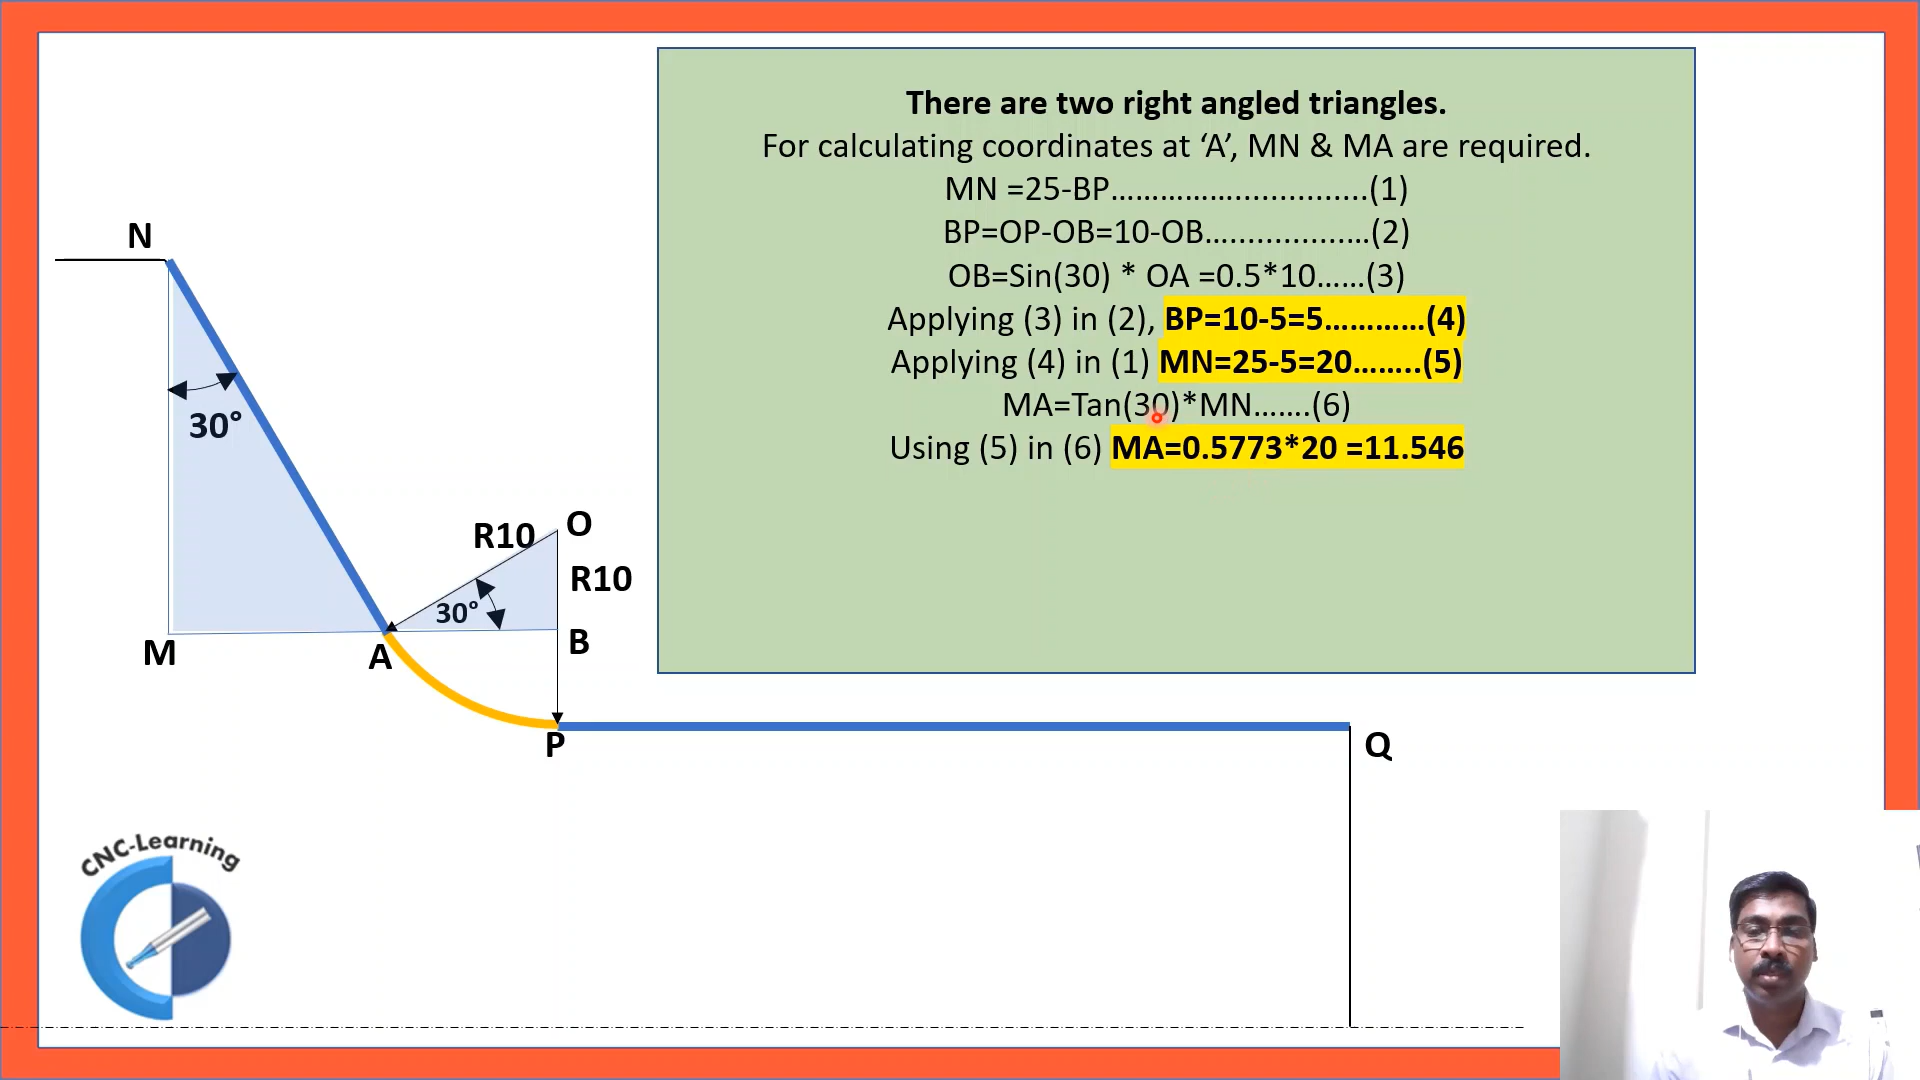 There are two right angled triangles.
For calculating coordinates at ‘A’, MN & MA are required.
MN =25-BP……………..............(1)
BP=OP-OB=10-OB…..................…(2)
OB=Sin(30) * OA =0.5*10……(3)
Applying (3) in (2), BP=10-5=5…………(4)
Applying (4) in (1) MN=25-5=20……..(5)
MA=Tan(30)*MN…….(6)
Using (5) in (6) MA=0.5773*20 =11.546
N
30°
R10
O
R10
30°
M
A
B
P
Q
CNC-Learning